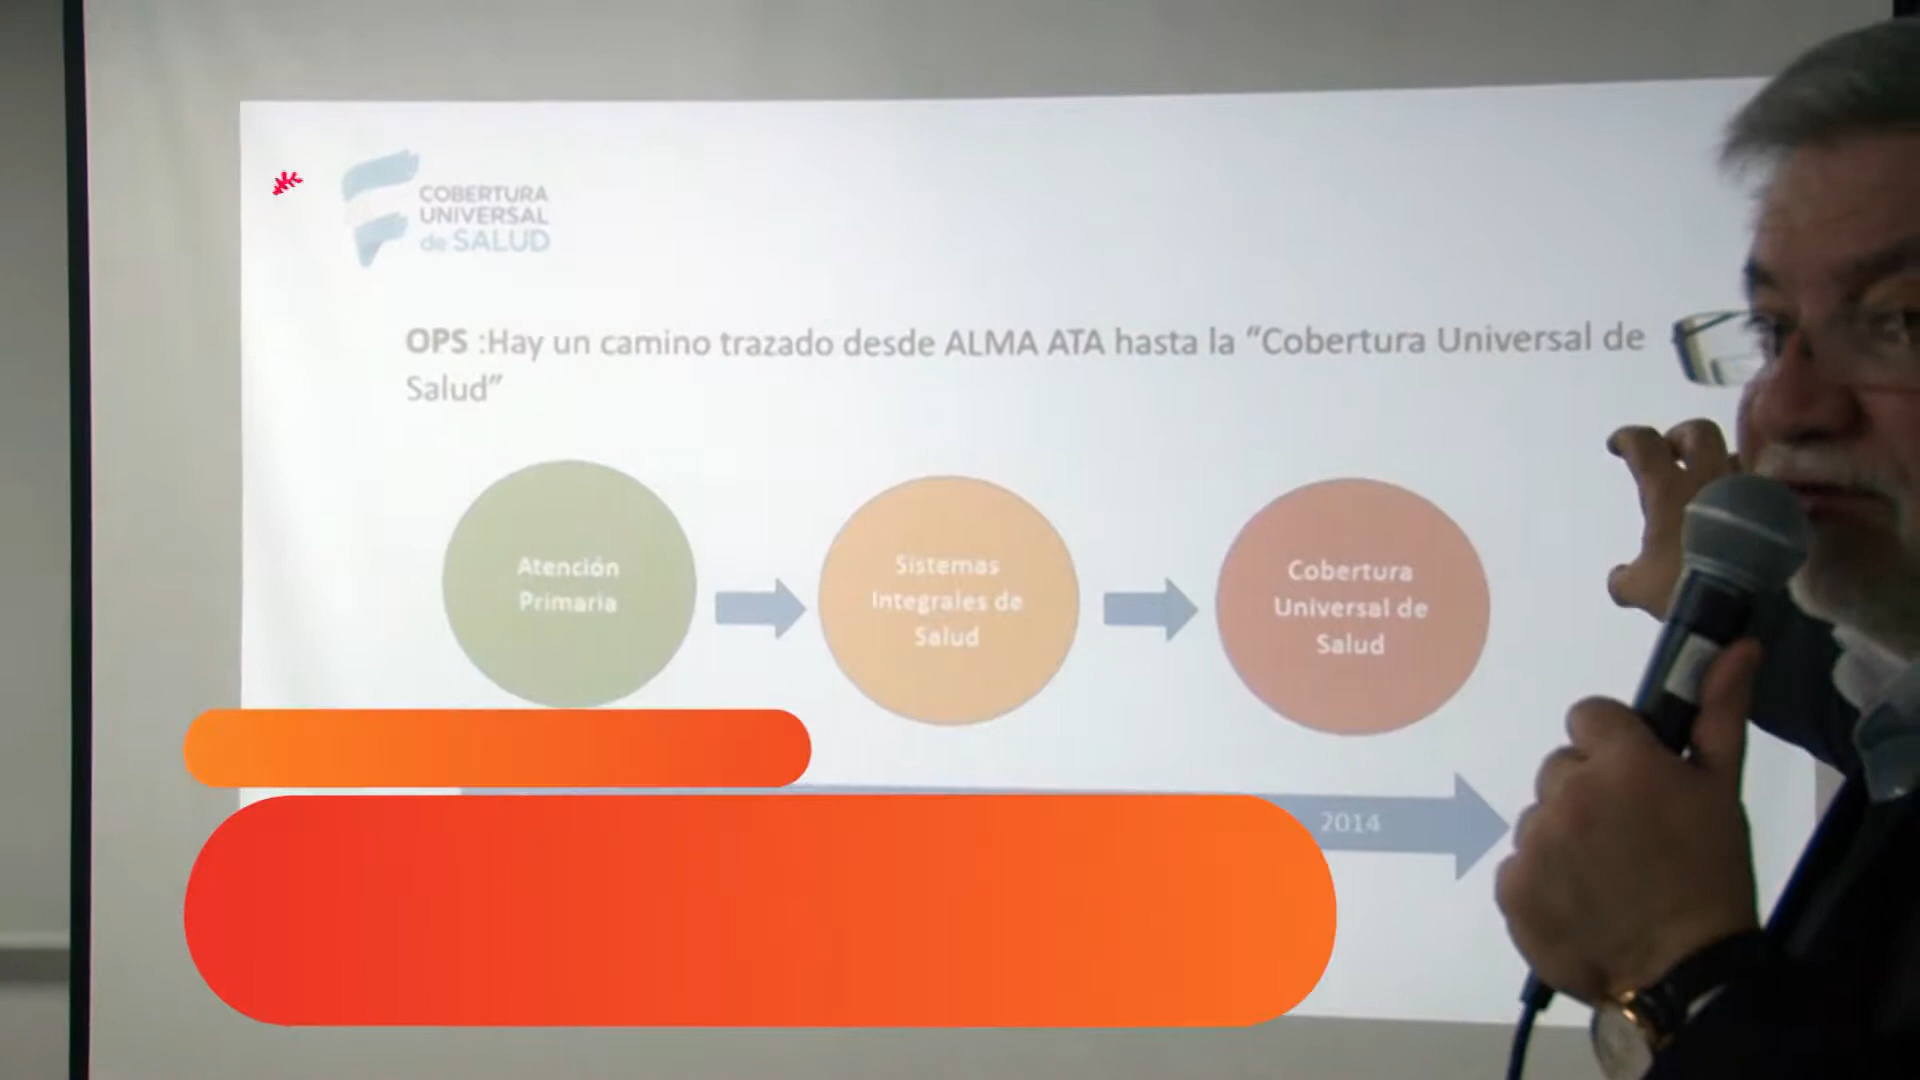 COBERTURA
UNIVERSAL
de SALUD
OPS :Hay un camino trazado desde ALMA ATA hasta la “Cobertura Universal de
Salud”
Atención
Primaria
Sistemas
Integrales de
Salud
Cobertura
Universal de
Salud
2014